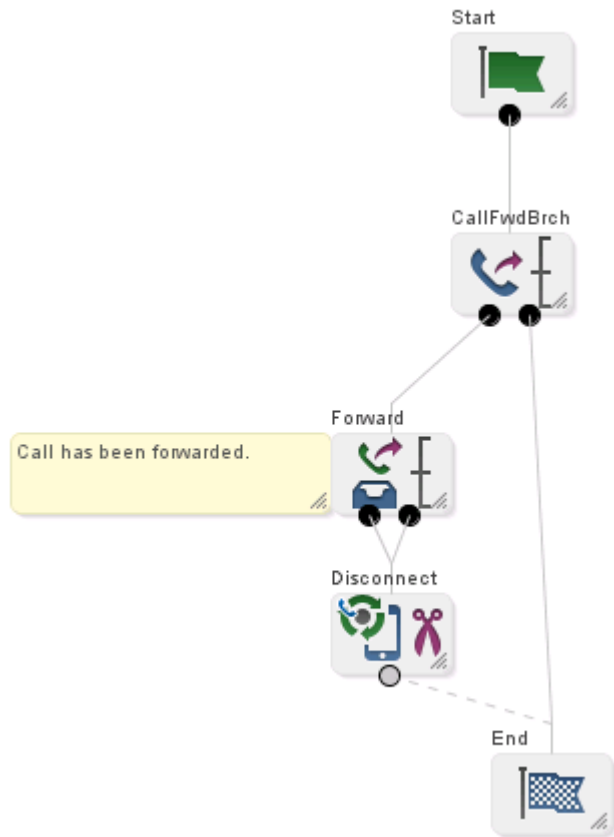 Start
CallFwdBrch
Forward
Call has been forwarded.
Disconnect
End